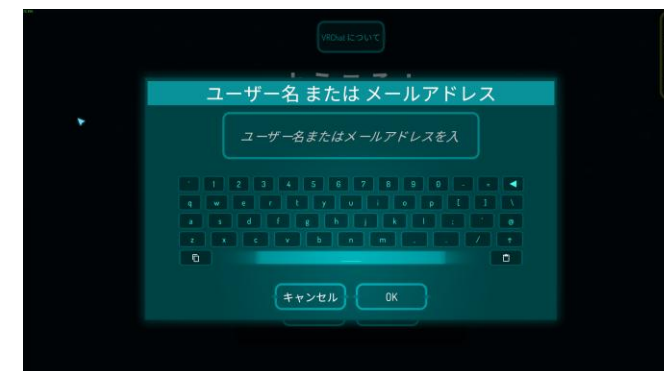 VRChatについて
ユーザー名 または メールアドレス
ユーザー名またはメールアドレスを入
1 2 3 4 5 6 7 8 9 0 -
q w e r t y u i o p [ ] \
a s d f g h j k l ; ' @
z x c v b n m , . /
キャンセル OK